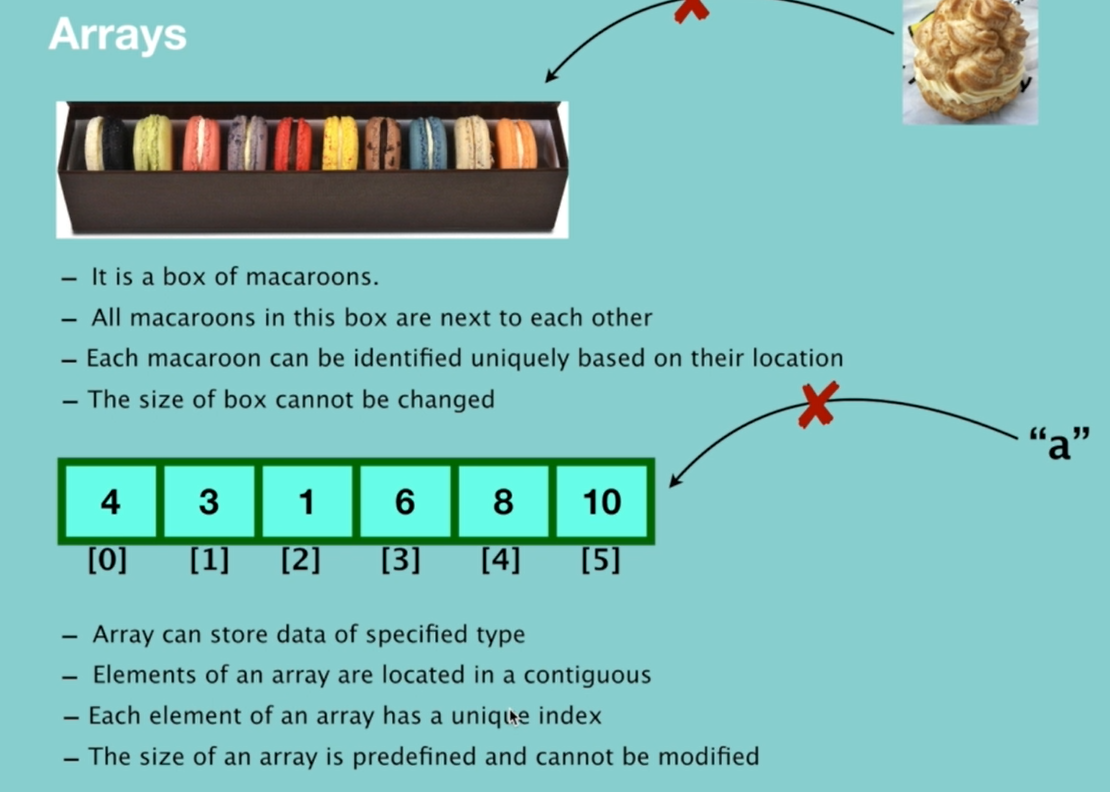 Arrays
– It is a box of macaroons.
– All macaroons in this box are next to each other
– Each macaroon can be identified uniquely based on their location
– The size of box cannot be changed
“a”
4 3 1 6 8 10
[0] [1] [2] [3] [4] [5]
– Array can store data of specified type
– Elements of an array are located in a contiguous
– Each element of an array has a unique index
– The size of an array is predefined and cannot be modified